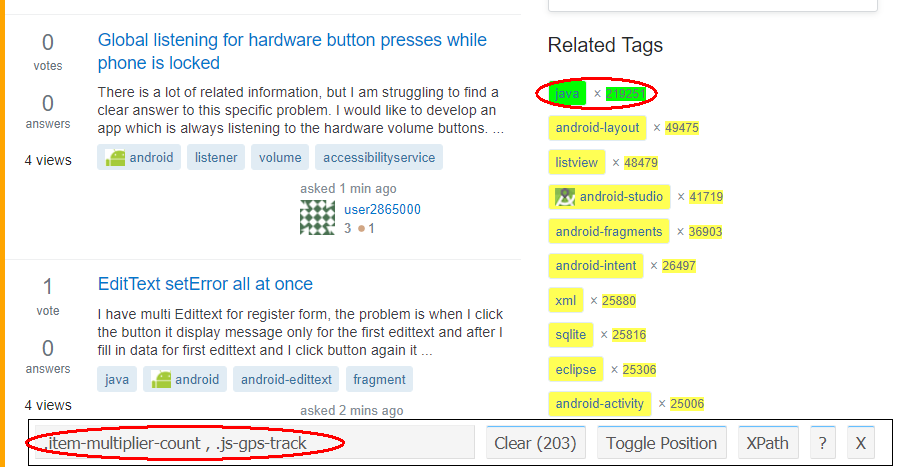 0
votes
0
answers
4 views
Global listening for hardware button presses while
phone is locked
There is a lot of related information, but I am struggling to find a
clear answer to this specific problem. I would like to develop an
app which is always listening to the hardware volume buttons. ...
android listener volume accessibilityservice
asked 1 min ago
user2865000
3 1
1
vote
0
answers
4 views
EditText setError all at once
I have multi Edittext for register form, the problem is when I click
the button it display message only for the first edittext and after I
fill in data for first edittext and I click button again it ...
java android android-edittext fragment
asked 2 mins ago
Related Tags
java × 219251
android-layout × 49475
listview × 48479
android-studio × 41719
android-fragments × 36903
android-intent × 26497
xml × 25880
sqlite × 25816
eclipse × 25306
android-activity × 25006
.item-multiplier-count , .js-gps-track Clear (203) Toggle Position XPath ? X